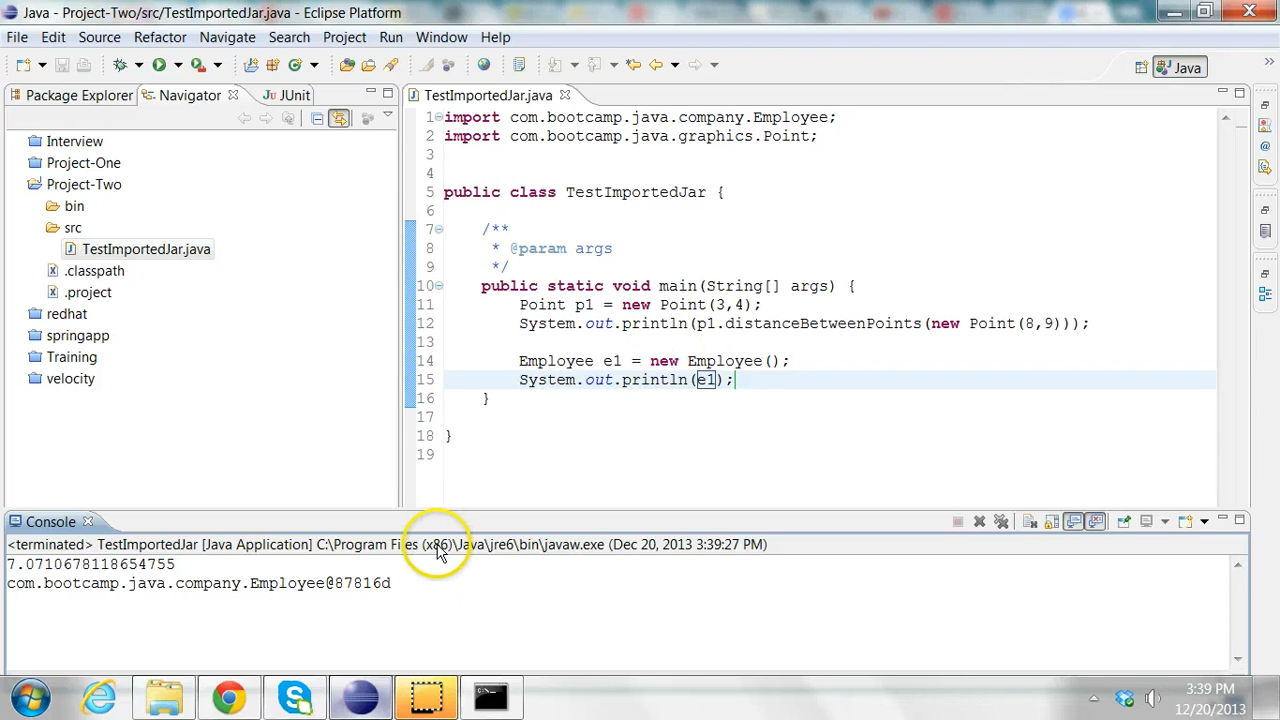 Java - Project-Two/src/TestImportedJar.java - Eclipse Platform
File Edit Source Refactor Navigate Search Project Run Window Help
Java
Package Explorer Navigator JUnit
TestImportedJar.java
Interview
Project-One
Project-Two
bin
src
TestImportedJar.java
.classpath
.project
redhat
springapp
Training
velocity
1 import com.bootcamp.java.company.Employee;
2 import com.bootcamp.java.graphics.Point;
3
4
5 public class TestImportedJar {
6
7 /**
8 * @param args
9 */
10 public static void main(String[] args) {
11 Point p1 = new Point(3,4);
12 System.out.println(p1.distanceBetweenPoints(new Point(8,9)));
13
14 Employee e1 = new Employee();
15 System.out.println(e1);
16 }
17
18 }
19
Console
<terminated> TestImportedJar [Java Application] C:\Program Files (x86)\Java\jre6\bin\javaw.exe (Dec 20, 2013 3:39:27 PM)
7.0710678118654755
com.bootcamp.java.company.Employee@87816d
3:39 PM
12/20/2013